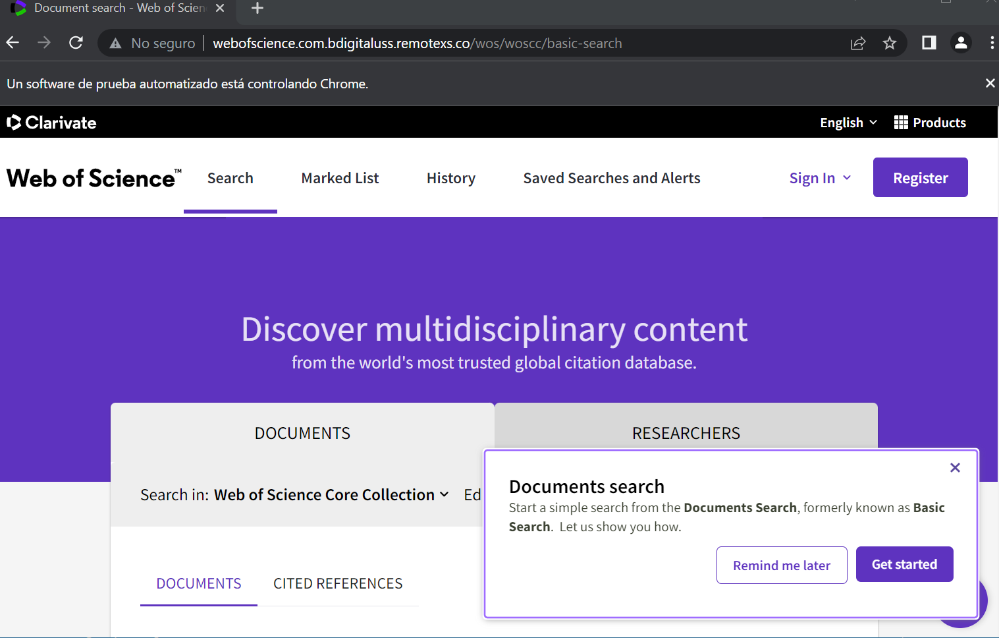 Document search - Web of Scien
No seguro webofscience.com.bdigitaluss.remotexs.co/wos/woscc/basic-search
Un software de prueba automatizado está controlando Chrome.
Clarivate English Products
Web of Science™ Search Marked List History Saved Searches and Alerts Sign In Register
Discover multidisciplinary content
from the world's most trusted global citation database.
DOCUMENTS RESEARCHERS
Search in: Web of Science Core Collection Ed
Documents search
Start a simple search from the Documents Search, formerly known as Basic
Search. Let us show you how.
Remind me later Get started
DOCUMENTS CITED REFERENCES